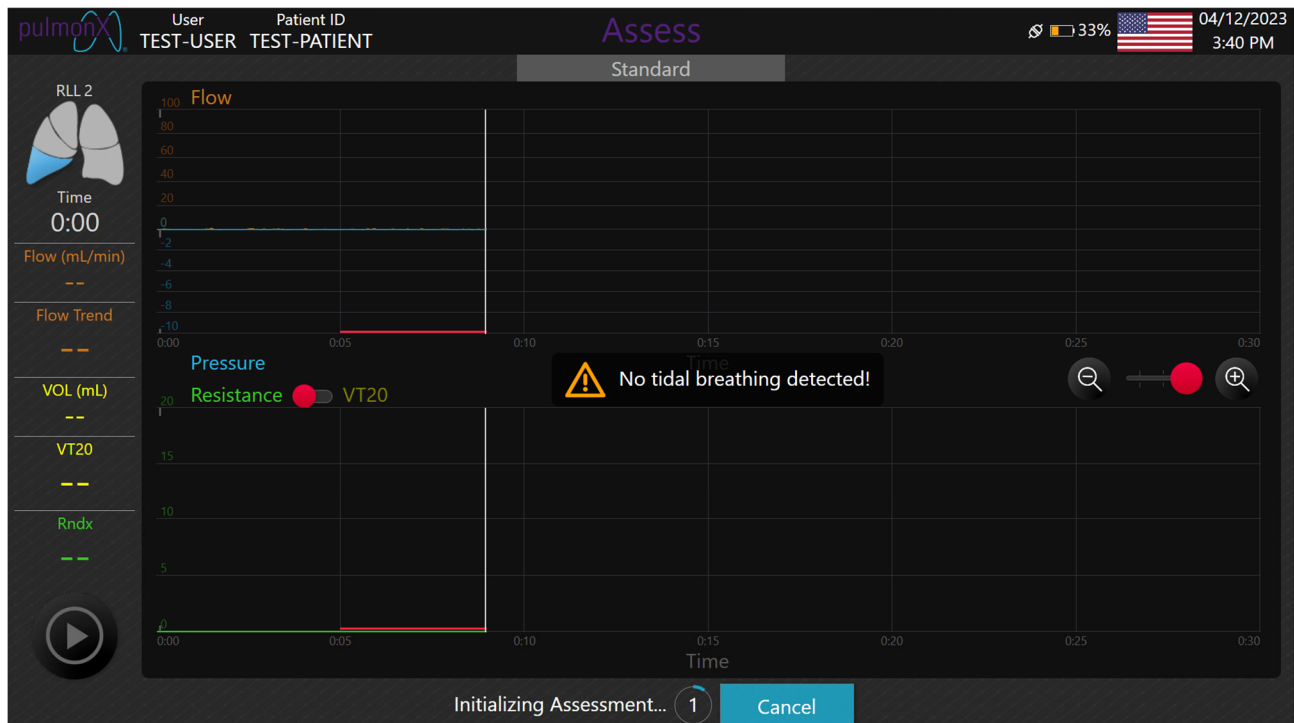 pulmonX
User
TEST-USER
Patient ID
TEST-PATIENT
Assess
33%
04/12/2023
3:40 PM
Standard
RLL 2
Time
0:00
Flow (mL/min)
--
Flow Trend
--
VOL (mL)
--
VT20
--
Rndx
--
Flow
100
80
60
40
20
0
-2
-4
-6
-8
-10
0:00 0:05 0:10 0:15 0:20 0:25 0:30
Time
Pressure
No tidal breathing detected!
Resistance VT20
20
15
10
5
0
0:00 0:05 0:10 0:15 0:20 0:25 0:30
Time
Initializing Assessment... 1 Cancel